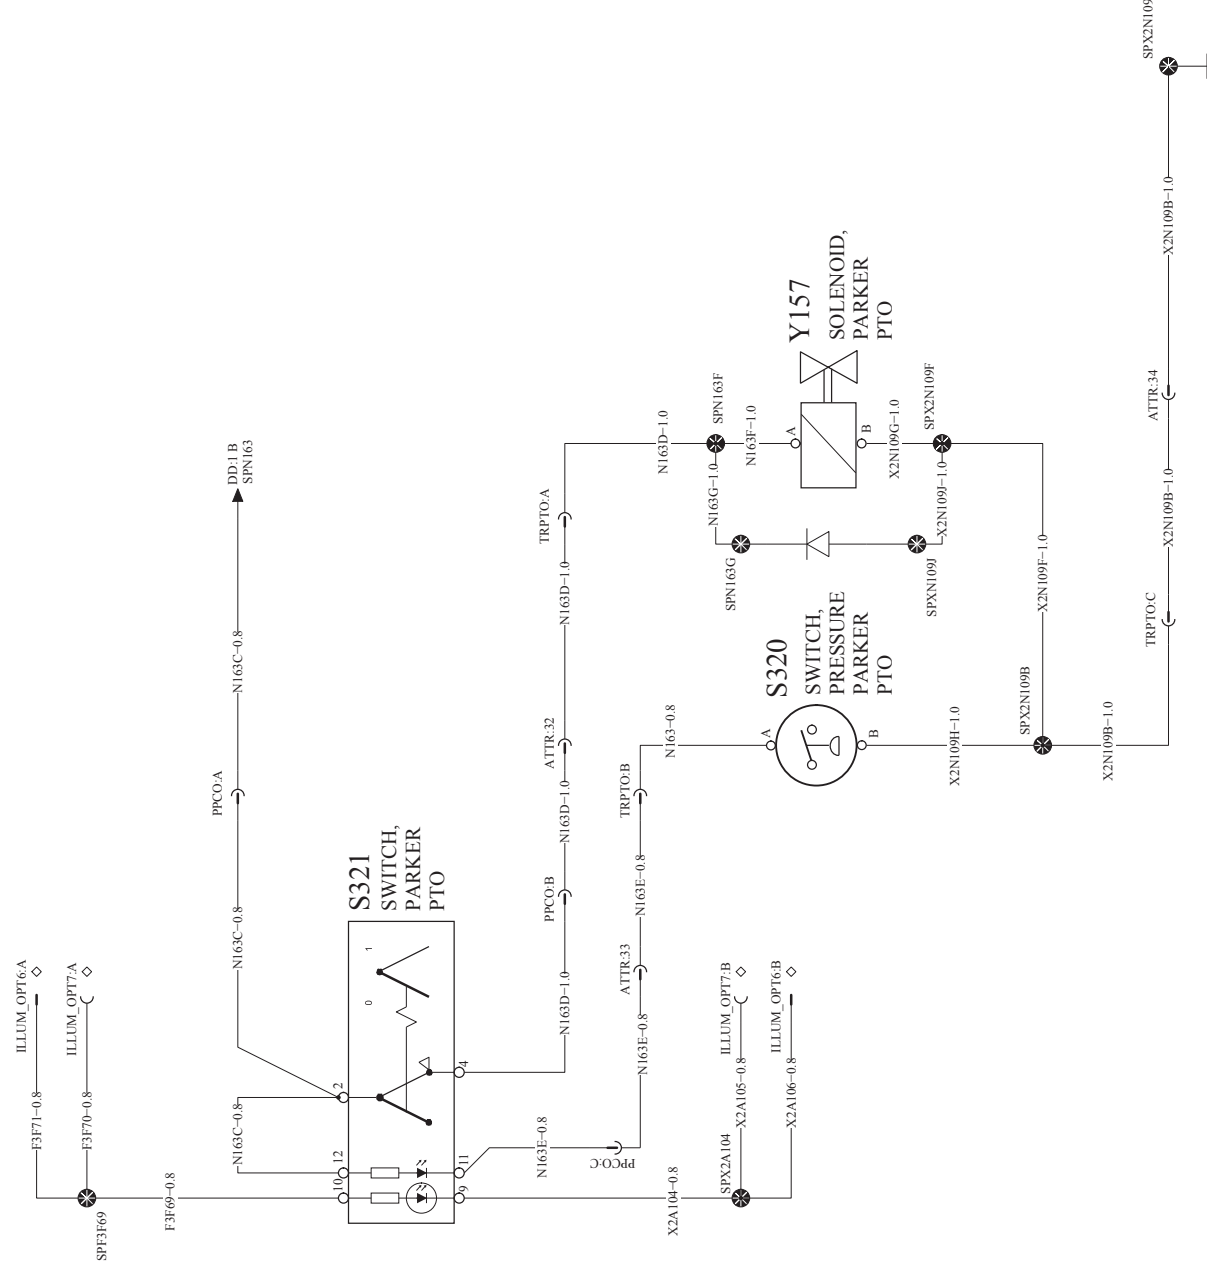 SPX2N109
ILLUM_OPT6:A
F3F71-0.8
ILLUM_OPT7:A
F3F70-0.8
SPF3F69
F3F69-0.8
DD:1 B
SPN163
N163C-0.8
PPCO:A
N163C-0.8
N163C-0.8
S321
SWITCH,
PARKER
PTO
0
1
10
12
2
9
11
4
N163E-0.8
PPCO:C
N163D-1.0
PPCO:B
N163D-1.0
ATTR:32
N163D-1.0
TRPTO:A
N163D-1.0
N163E-0.8
ATTR:33
N163E-0.8
TRPTO:B
N163-0.8
X2A104-0.8
SPX2A104
X2A105-0.8
ILLUM_OPT7:B
X2A106-0.8
ILLUM_OPT6:B
SPN163F
N163F-1.0
N163G-1.0
SPN163G
A
B
Y157
SOLENOID,
PARKER
PTO
X2N109G-1.0
SPX2N109F
X2N109J-1.0
SPXN109J
S320
SWITCH,
PRESSURE
PARKER
PTO
A
B
X2N109H-1.0
SPX2N109B
X2N109F-1.0
X2N109B-1.0
TRPTO:C
X2N109B-1.0
ATTR:34
X2N109B-1.0